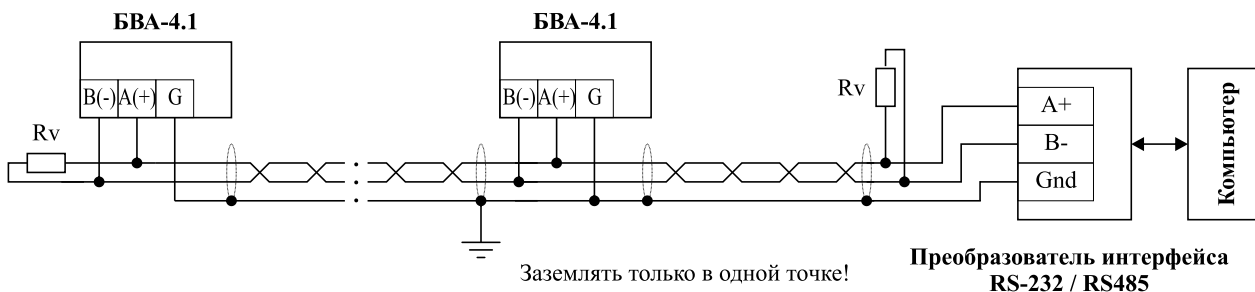 БВА-4.1
B(-) A(+) G
Rv
БВА-4.1
B(-) A(+) G
Rv
A+
B-
Gnd
Компьютер
Заземлять только в одной точке!
Преобразователь интерфейса
RS-232 / RS485